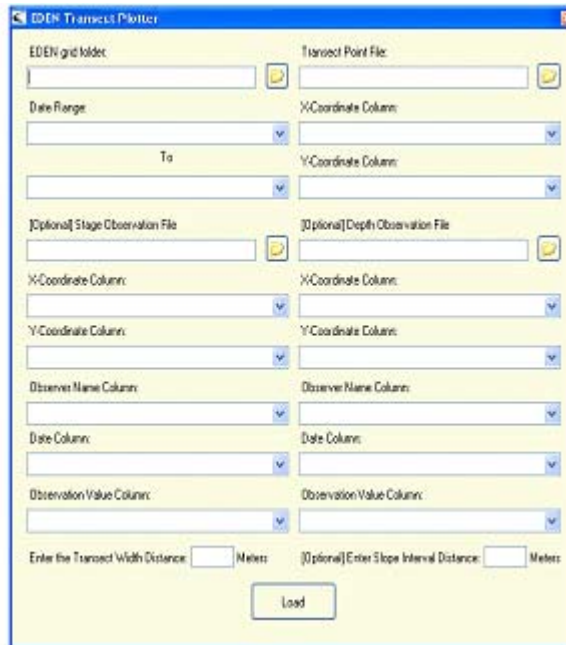 EDEN Transect Plotter
EDEN grid folder:
Transect Point File:
Date Range:
X-Coordinate Column:
To
Y-Coordinate Column:
[Optional] Stage Observation File
[Optional] Depth Observation File
X-Coordinate Column:
X-Coordinate Column:
Y-Coordinate Column:
Y-Coordinate Column:
Observer Name Column:
Observer Name Column:
Date Column:
Date Column:
Observation Value Column:
Observation Value Column:
Enter the Transect Width Distance: Meters
[Optional] Enter Slope Interval Distance: Meters
Load